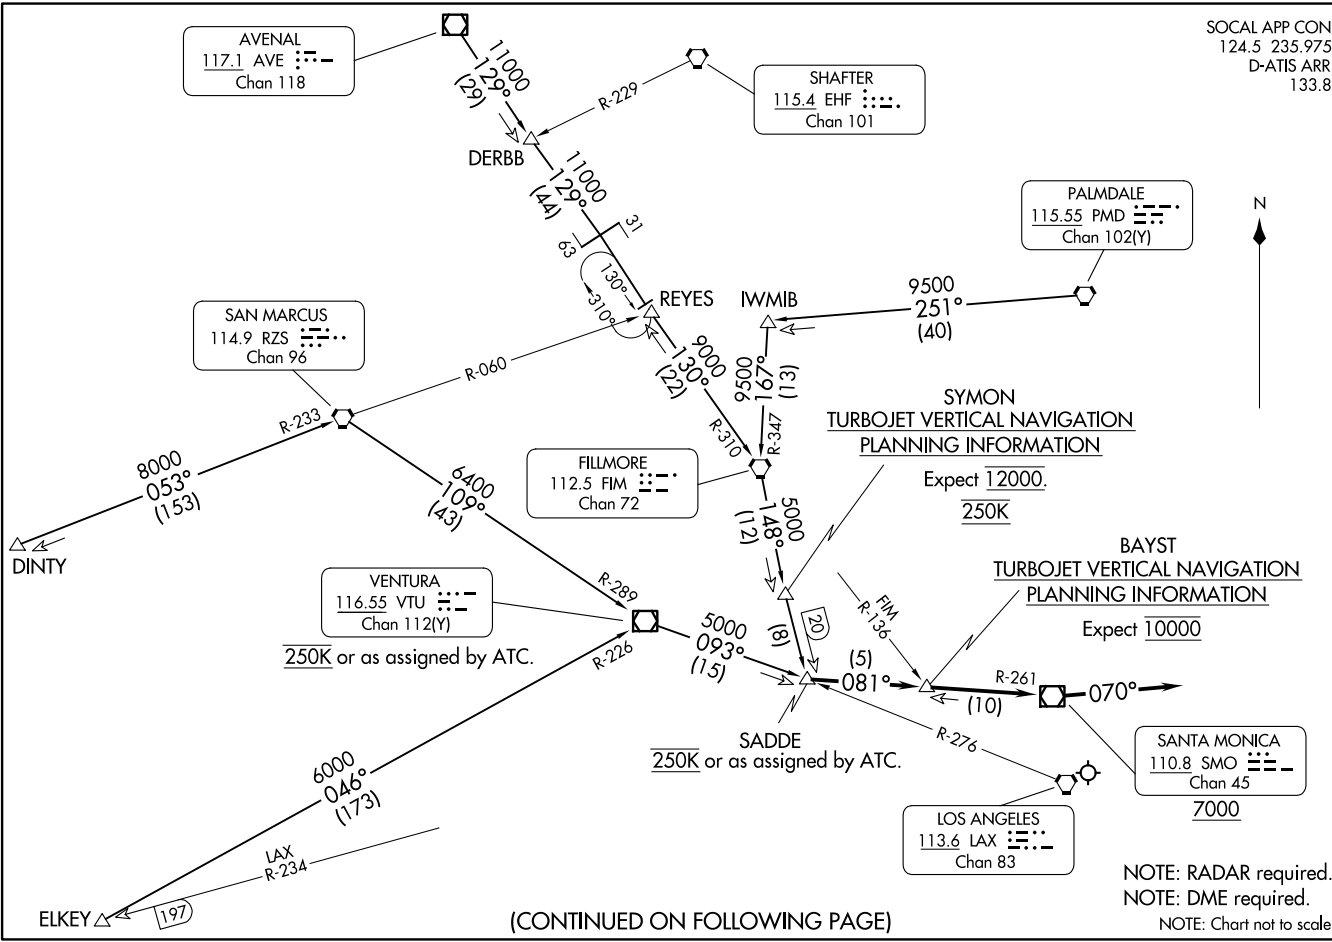 SOCAL APP CON
124.5 235.975
D-ATIS ARR
133.8
AVENAL
117.1 AVE
Chan 118
11000
129°
(29)
R-229
SHAFTER
115.4 EHF
Chan 101
DERBB
11000
129°
(44)
31
63
130°
310°
REYES
IWMIB
9500
251°
(40)
PALMDALE
115.55 PMD
Chan 102(Y)
N
SAN MARCUS
114.9 RZS
Chan 96
R-060
R-233
9000
130°
(22)
R-310
9500
167°
(13)
R-347
SYMON
TURBOJET VERTICAL NAVIGATION
PLANNING INFORMATION
Expect 12000.
250K
8000
053°
(153)
DINTY
6400
109°
(43)
R-289
FILLMORE
112.5 FIM
Chan 72
5000
148°
(12)
BAYST
TURBOJET VERTICAL NAVIGATION
PLANNING INFORMATION
Expect 10000
VENTURA
116.55 VTU
Chan 112(Y)
250K or as assigned by ATC.
R-226
5000
093°
(15)
(8)
20
FIM
R-136
(5)
081°
R-261
(10)
070°
SADDE
250K or as assigned by ATC.
R-276
SANTA MONICA
110.8 SMO
Chan 45
7000
LOS ANGELES
113.6 LAX
Chan 83
6000
046°
(173)
LAX
R-234
197
ELKEY
(CONTINUED ON FOLLOWING PAGE)
NOTE: RADAR required.
NOTE: DME required.
NOTE: Chart not to scale